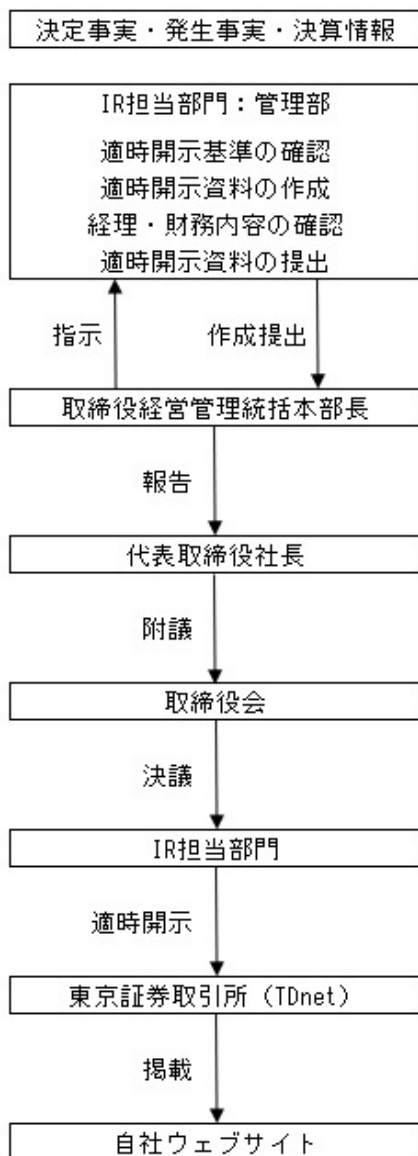 決定事実・発生事実・決算情報
IR担当部門：管理部
適時開示基準の確認
適時開示資料の作成
経理・財務内容の確認
適時開示資料の提出
指示
作成提出
取締役経営管理統括本部長
報告
代表取締役社長
附議
取締役会
決議
IR担当部門
適時開示
東京証券取引所（TDnet）
掲載
自社ウェブサイト